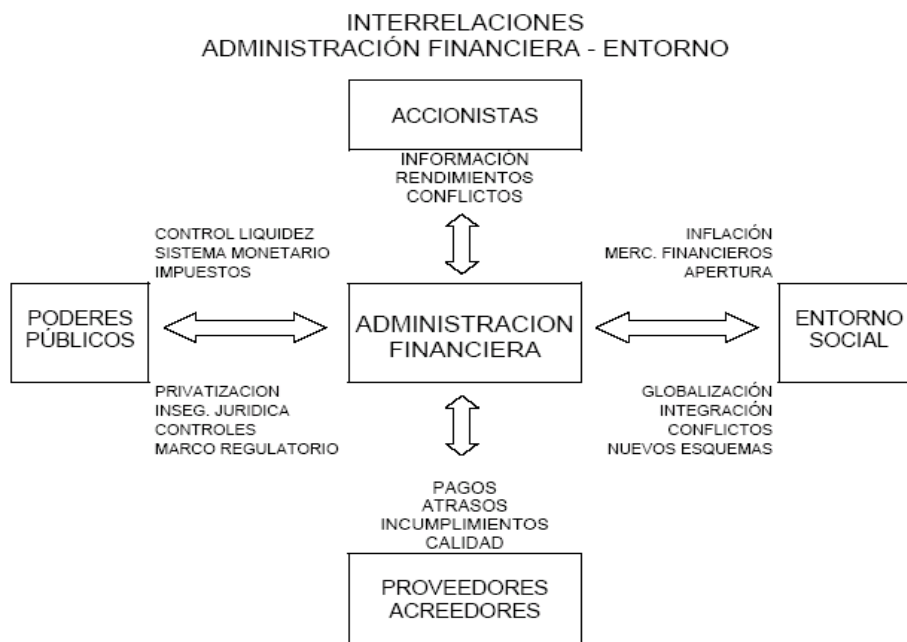 INTERRELACIONES
ADMINISTRACIÓN FINANCIERA - ENTORNO
ACCIONISTAS
INFORMACIÓN
RENDIMIENTOS
CONFLICTOS
CONTROL LIQUIDEZ
SISTEMA MONETARIO
IMPUESTOS
INFLACIÓN
MERC. FINANCIEROS
APERTURA
PODERES
PÚBLICOS
ADMINISTRACION
FINANCIERA
ENTORNO
SOCIAL
PRIVATIZACION
INSEG. JURIDICA
CONTROLES
MARCO REGULATORIO
GLOBALIZACIÓN
INTEGRACIÓN
CONFLICTOS
NUEVOS ESQUEMAS
PAGOS
ATRASOS
INCUMPLIMIENTOS
CALIDAD
PROVEEDORES
ACREEDORES